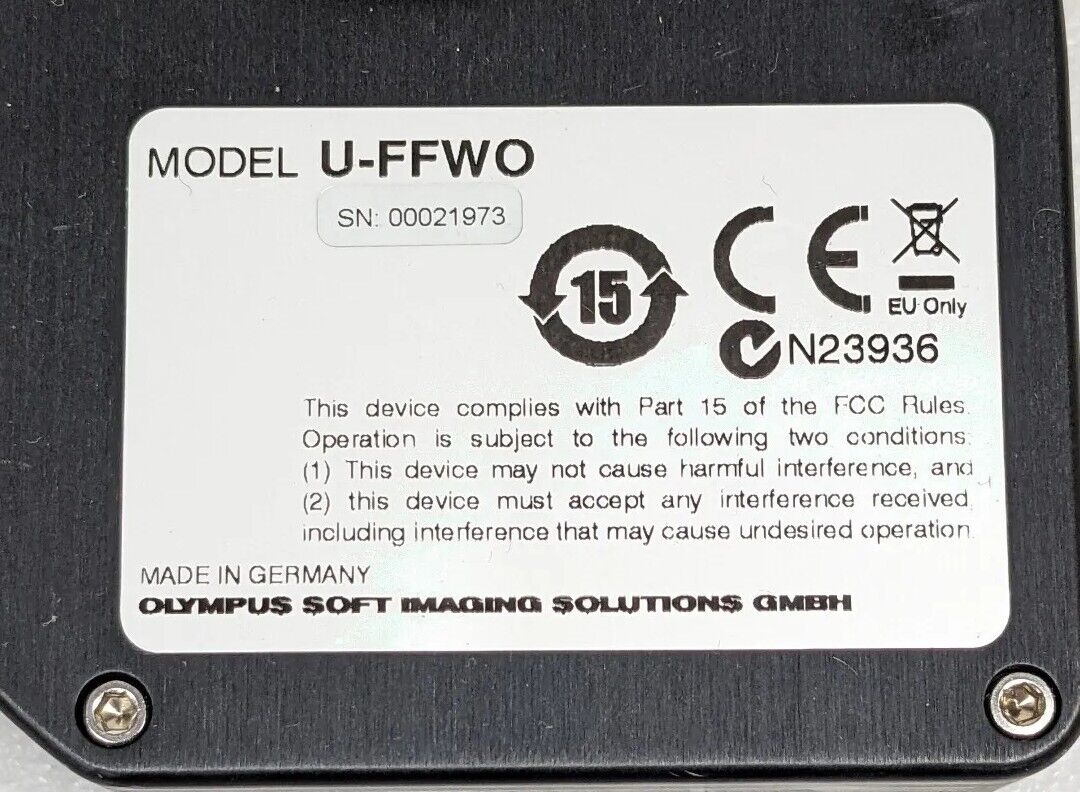 MODEL U-FFWO
SN: 00021973
15
CE
EU Only
N23936
This device complies with Part 15 of the FCC Rules.
Operation is subject to the following two conditions:
(1) This device may not cause harmful interference, and
(2) this device must accept any interference received,
including interference that may cause undesired operation.
MADE IN GERMANY
OLYMPUS SOFT IMAGING SOLUTIONS GMBH